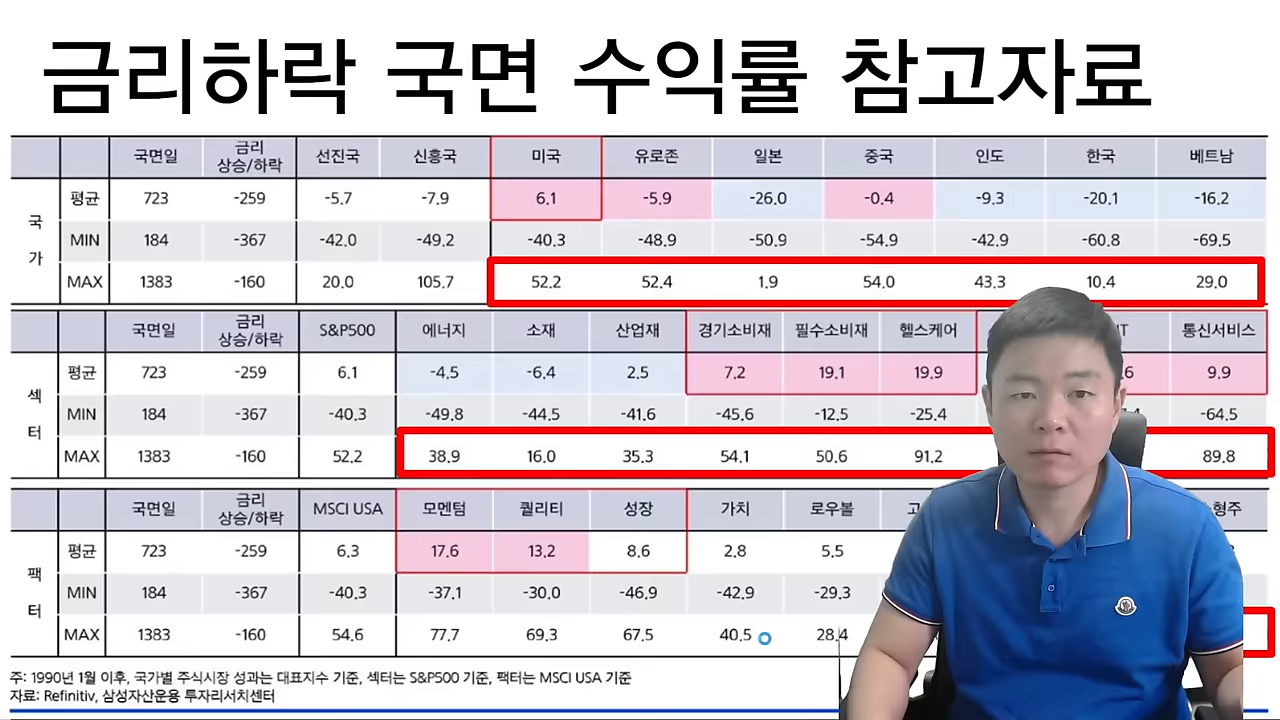 금리하락 국면 수익률 참고자료
국면일 금리 상승/하락 선진국 신흥국 미국 유로존 일본 중국 인도 한국 베트남
국가
평균 723 -259 -5.7 -7.9 6.1 -5.9 -26.0 -0.4 -9.3 -20.1 -16.2
MIN 184 -367 -42.0 -49.2 -40.3 -48.9 -50.9 -54.9 -42.9 -60.8 -69.5
MAX 1383 -160 20.0 105.7 52.2 52.4 1.9 54.0 43.3 10.4 29.0
국면일 금리 상승/하락 S&P500 에너지 소재 산업재 경기소비재 필수소비재 헬스케어 통신서비스
섹터
평균 723 -259 6.1 -4.5 -6.4 2.5 7.2 19.1 19.9 9.9
MIN 184 -367 -40.3 -49.8 -44.5 -41.6 -45.6 -12.5 -25.4 -64.5
MAX 1383 -160 52.2 38.9 16.0 35.3 54.1 50.6 91.2 89.8
국면일 금리 상승/하락 MSCI USA 모멘텀 퀄리티 성장 가치 로우볼
팩터
평균 723 -259 6.3 17.6 13.2 8.6 2.8 5.5
MIN 184 -367 -40.3 -37.1 -30.0 -46.9 -42.9 -29.3
MAX 1383 -160 54.6 77.7 69.3 67.5 40.5 28.4
주: 1990년 1월 이후, 국가별 주식시장 성과는 대표지수 기준, 섹터는 S&P500 기준, 팩터는 MSCI USA 기준
자료: Refinitiv, 삼성자산운용 투자리서치센터